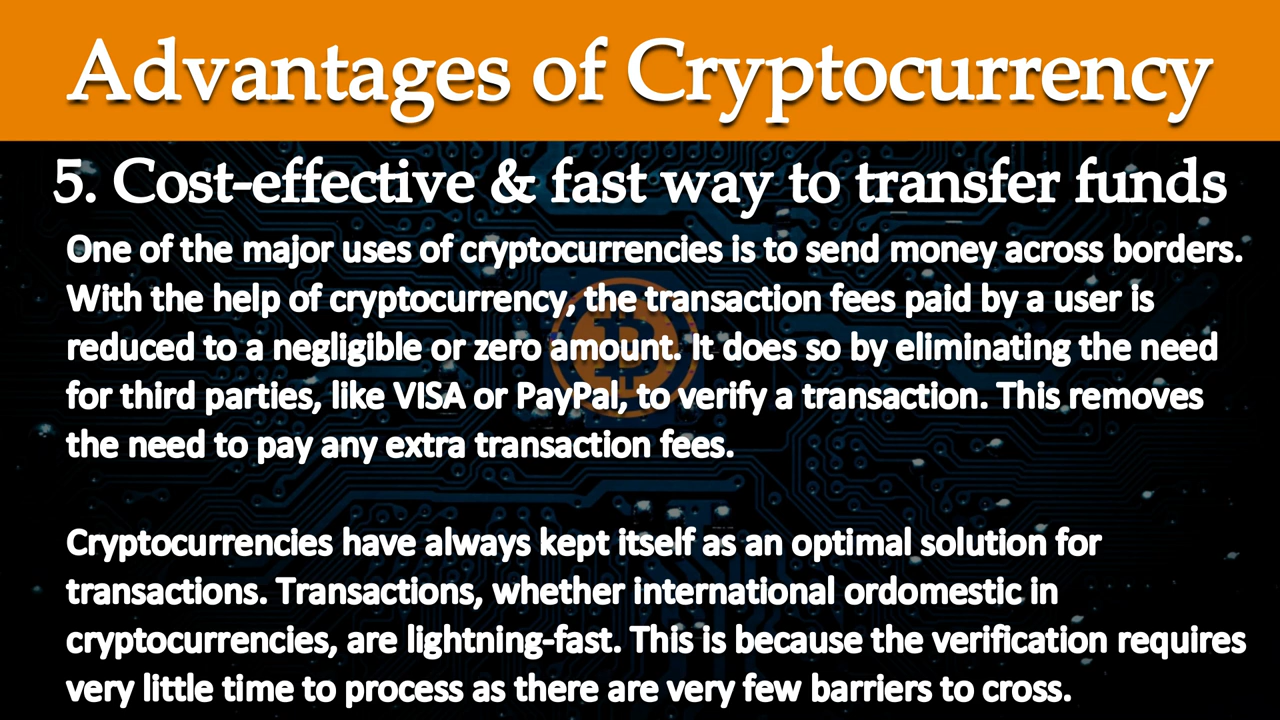 Advantages of Cryptocurrency
5. Cost-effective & fast way to transfer funds
One of the major uses of cryptocurrencies is to send money across borders.
With the help of cryptocurrency, the transaction fees paid by a user is
reduced to a negligible or zero amount. It does so by eliminating the need
for third parties, like VISA or PayPal, to verify a transaction. This removes
the need to pay any extra transaction fees.
Cryptocurrencies have always kept itself as an optimal solution for
transactions. Transactions, whether international ordomestic in
cryptocurrencies, are lightning-fast. This is because the verification requires
very little time to process as there are very few barriers to cross.